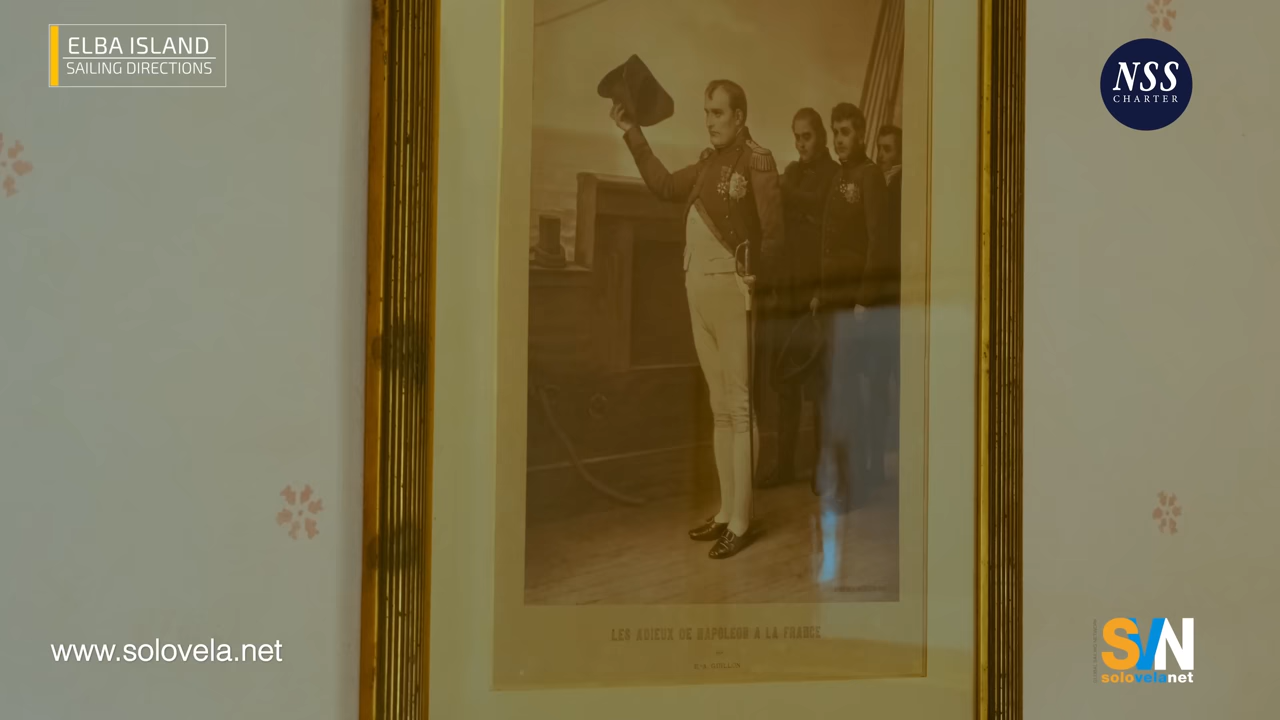 ELBA ISLAND
SAILING DIRECTIONS
NSS
CHARTER
LES ADIEUX DE NAPOLEON A LA FRANCE
www.solovela.net
SVN
solovelanet